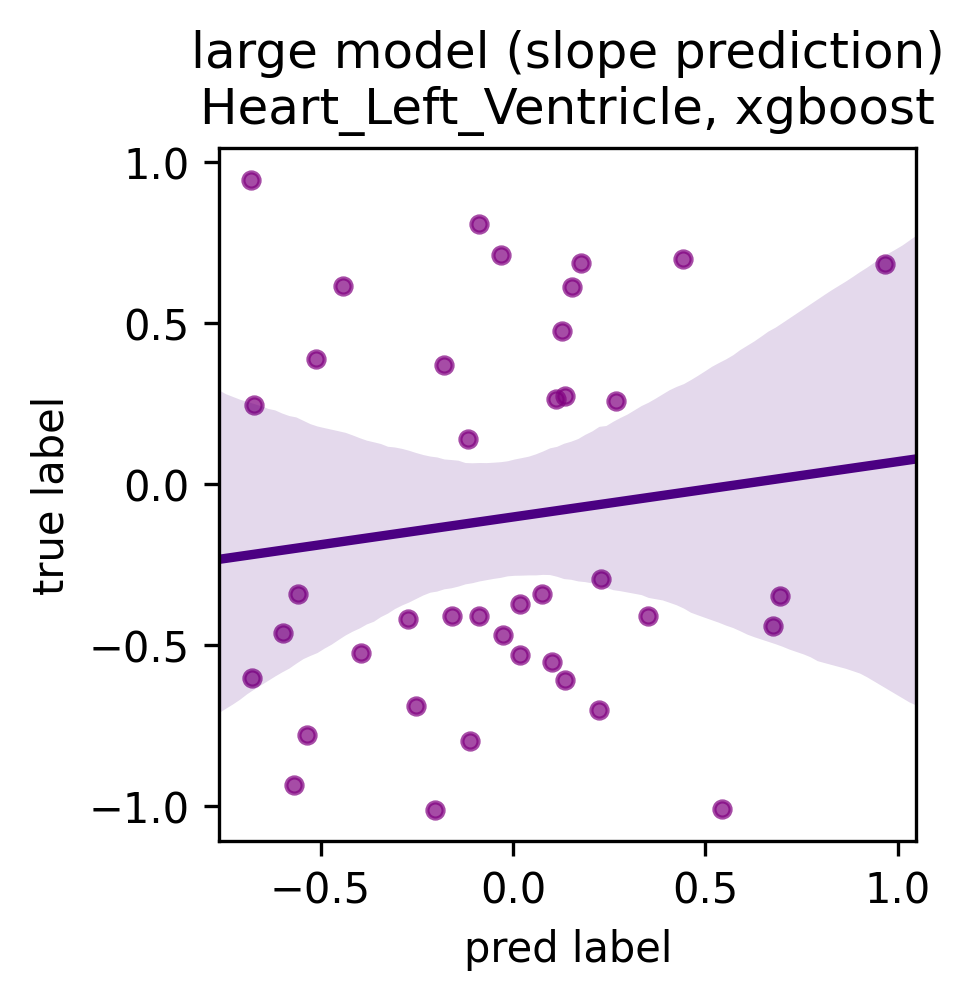 large model (slope prediction)
Heart_Left_Ventricle, xgboost
1.0
0.5
0.0
−0.5
−1.0
true label
−0.5
0.0
0.5
1.0
pred label